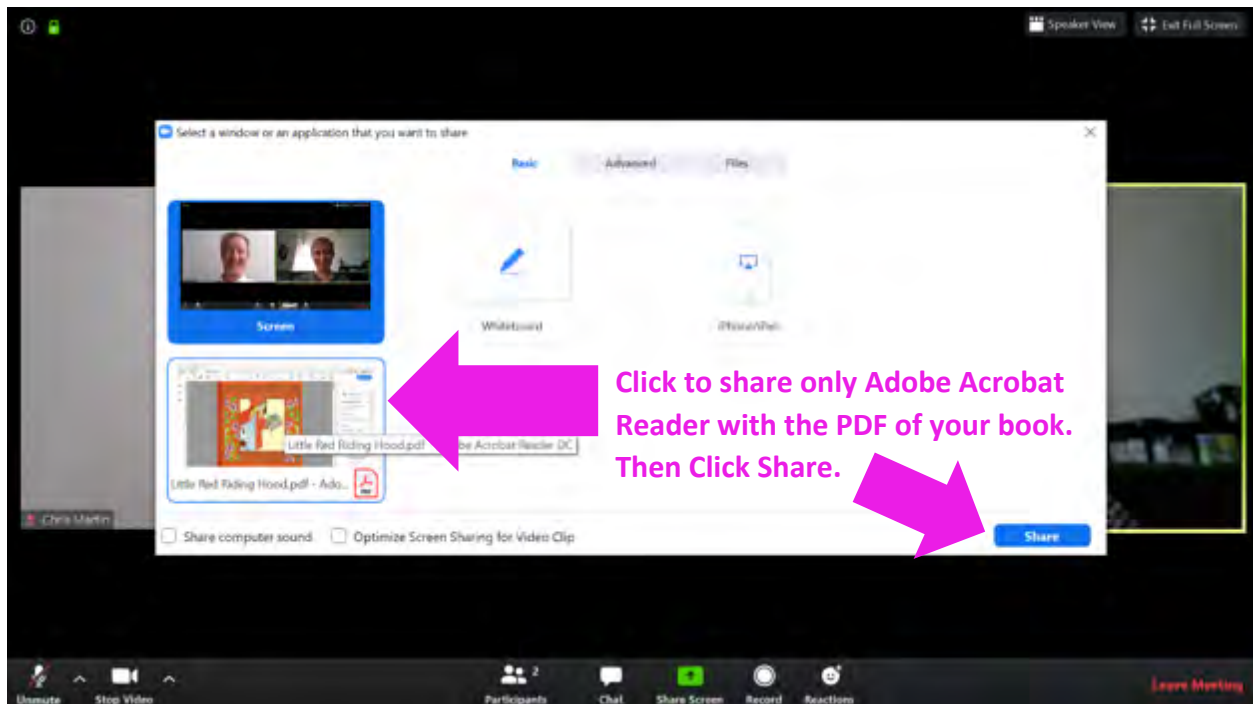 Speaker View
Exit Full Screen
Select a window or an application that you want to share
Basic
Advanced
Files
Screen
Whiteboard
iPhone/iPad
Click to share only Adobe Acrobat
Reader with the PDF of your book.
Then Click Share.
Little Red Riding Hood.pdf - Adobe Acrobat Reader DC
Little Red Riding Hood.pdf - Ado...
Chris Martin
Share computer sound
Optimize Screen Sharing for Video Clip
Share
Unmute
Stop Video
Participants
2
Chat
Share Screen
Record
Reactions
Leave Meeting